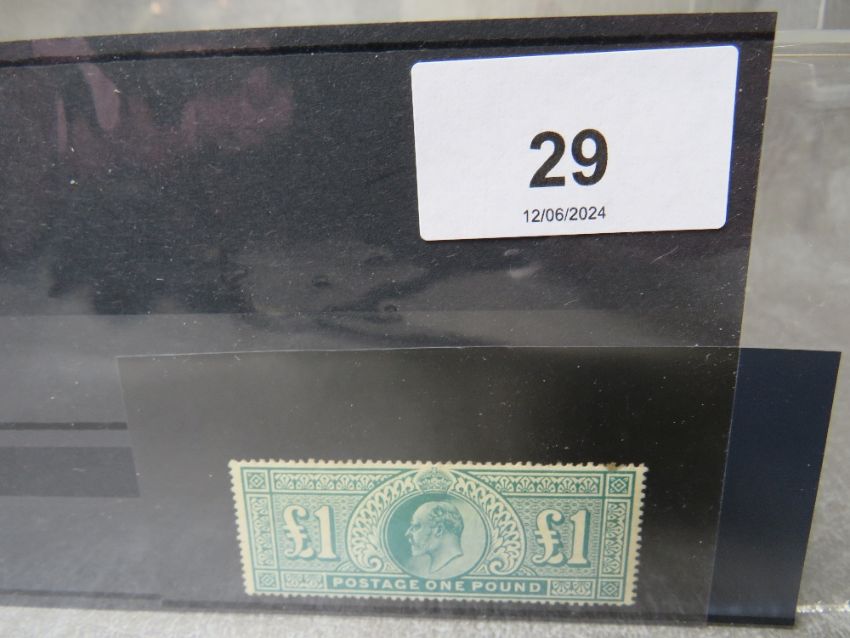 29
12/06/2024
£1 £1
POSTAGE ONE POUND